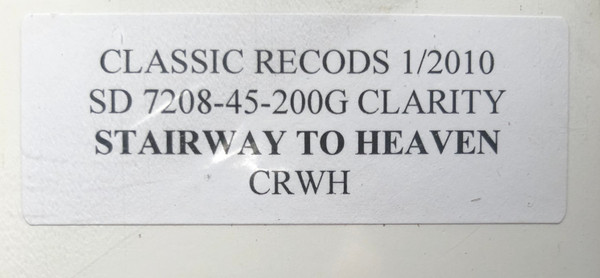 CLASSIC RECODS 1/2010
SD 7208-45-200G CLARITY
STAIRWAY TO HEAVEN
CRWH